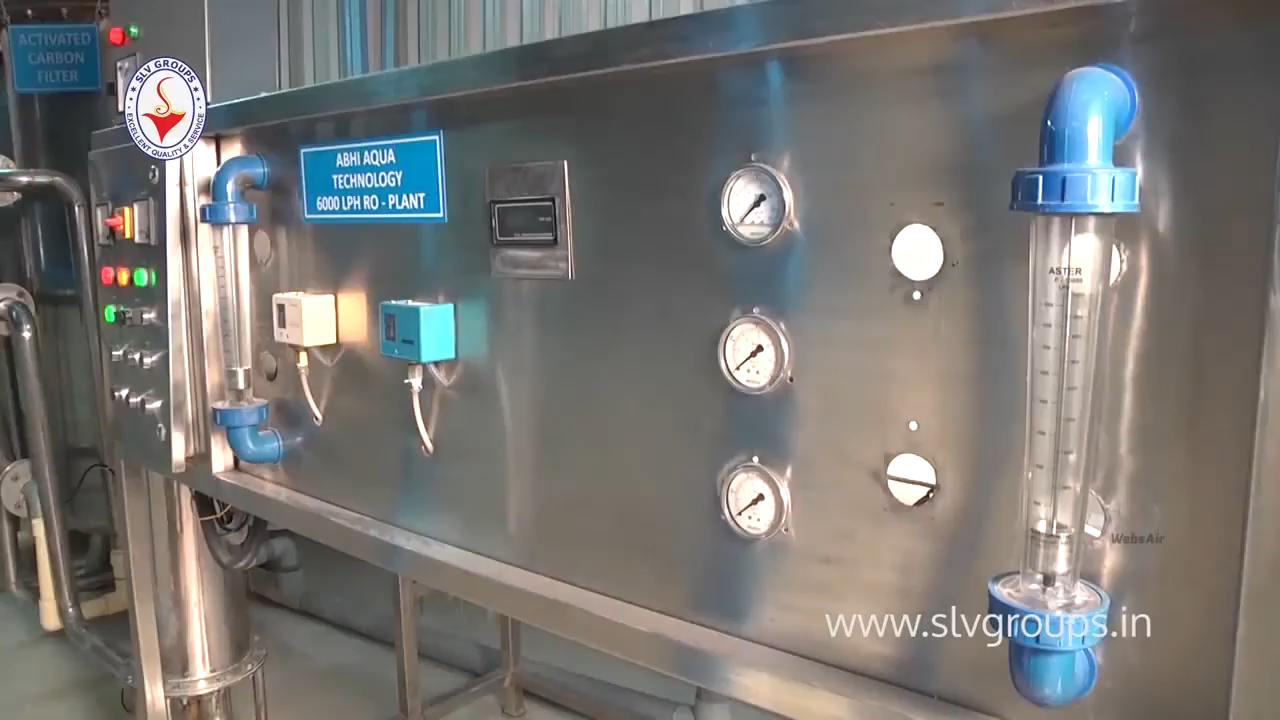 ACTIVATED
CARBON
FILTER
SLV GROUPS
EXCELLENT QUALITY & SERVICE
ABHI AQUA
TECHNOLOGY
6000 LPH RO - PLANT
ASTER
WebsAir
www.slvgroups.in